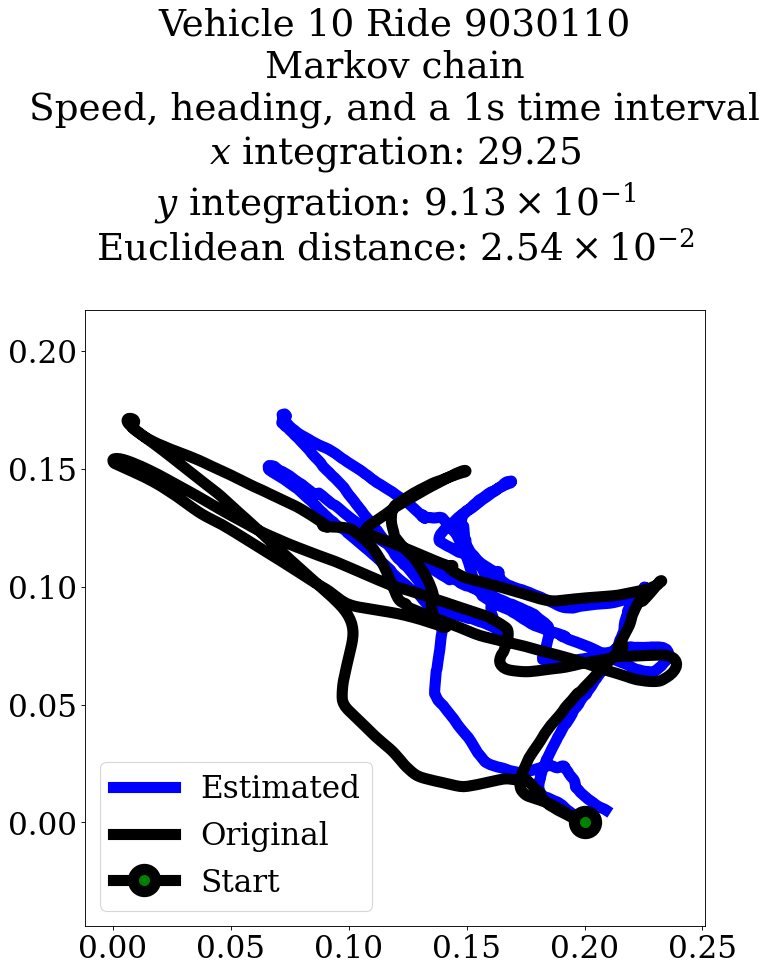 Vehicle 10 Ride 9030110
Markov chain
Speed, heading, and a 1s time interval
x integration: 29.25
y integration: 9.13 × 10⁻¹
Euclidean distance: 2.54 × 10⁻²
0.20
0.15
0.10
0.05
0.00
Estimated
Original
Start
0.00 0.05 0.10 0.15 0.20 0.25